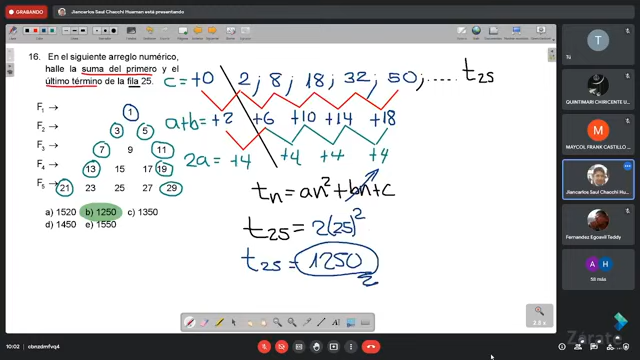 GRABANDO
Jiancarlos Saul Chacchi Huaman está presentando
16. En el siguiente arreglo numérico,
halle la suma del primero y el
último término de la fila 25.
F₁ → 1
F₂ → 3 5
F₃ → 7 9 11
F₄ → 13 15 17 19
F₅ → 21 23 25 27 29
a) 1520 b) 1250 c) 1350
d) 1450 e) 1550
c = +0 2 ; 8 ; 18 ; 32 ; 50 ; ...... t₂₅
a+b = +2 +6 +10 +14 +18
2a = +4 +4 +4 +4
tn = an² + bn + c
t₂₅ = 2(25)²
t₂₅ = 1250
T
Tú
Q
QUINTIMARI CHIRICENTE U...
M
MAYCOL FRANK CASTILLO ...
Jiancarlos Saul Chacchi Hu...
Fernandez Egoavil Teddy
A H
58 más
10:02 | cbnzdmfvq4
Zárate